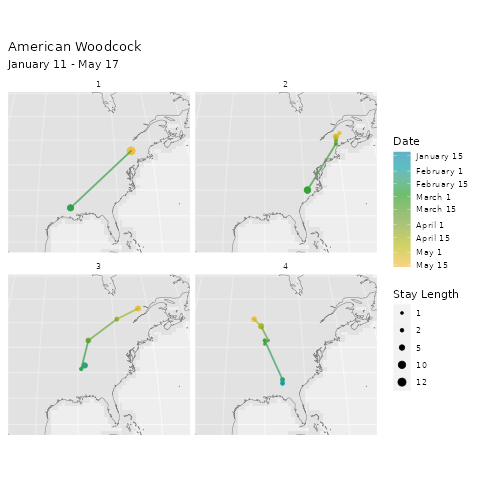 American Woodcock
January 11 - May 17
1
2
3
4
Date
January 15
February 1
February 15
March 1
March 15
April 1
April 15
May 1
May 15
Stay Length
1
2
5
10
12